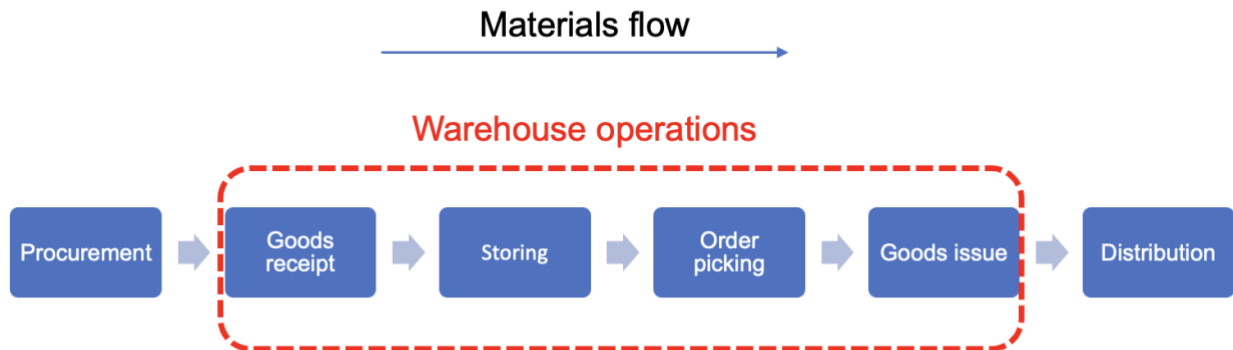 Materials flow
Warehouse operations
Procurement
Goods
receipt
Storing
Order
picking
Goods issue
Distribution